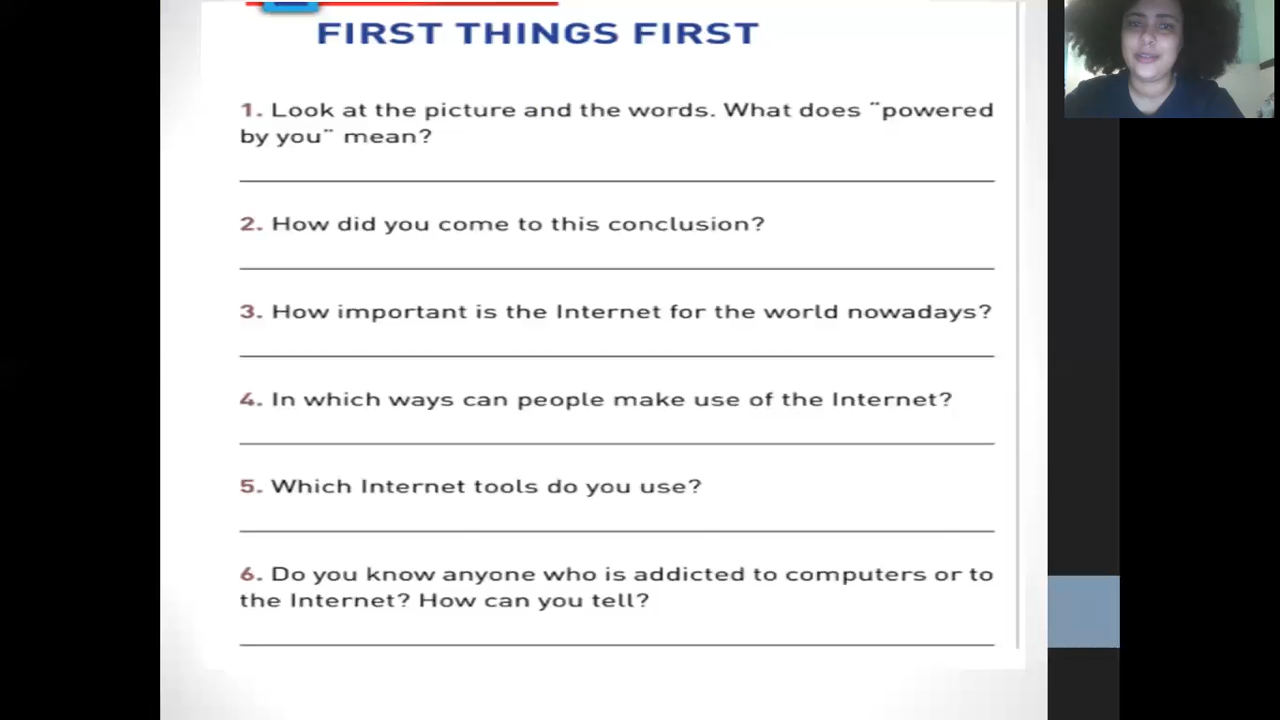 FIRST THINGS FIRST
1. Look at the picture and the words. What does "powered
by you" mean?
2. How did you come to this conclusion?
3. How important is the Internet for the world nowadays?
4. In which ways can people make use of the Internet?
5. Which Internet tools do you use?
6. Do you know anyone who is addicted to computers or to
the Internet? How can you tell?